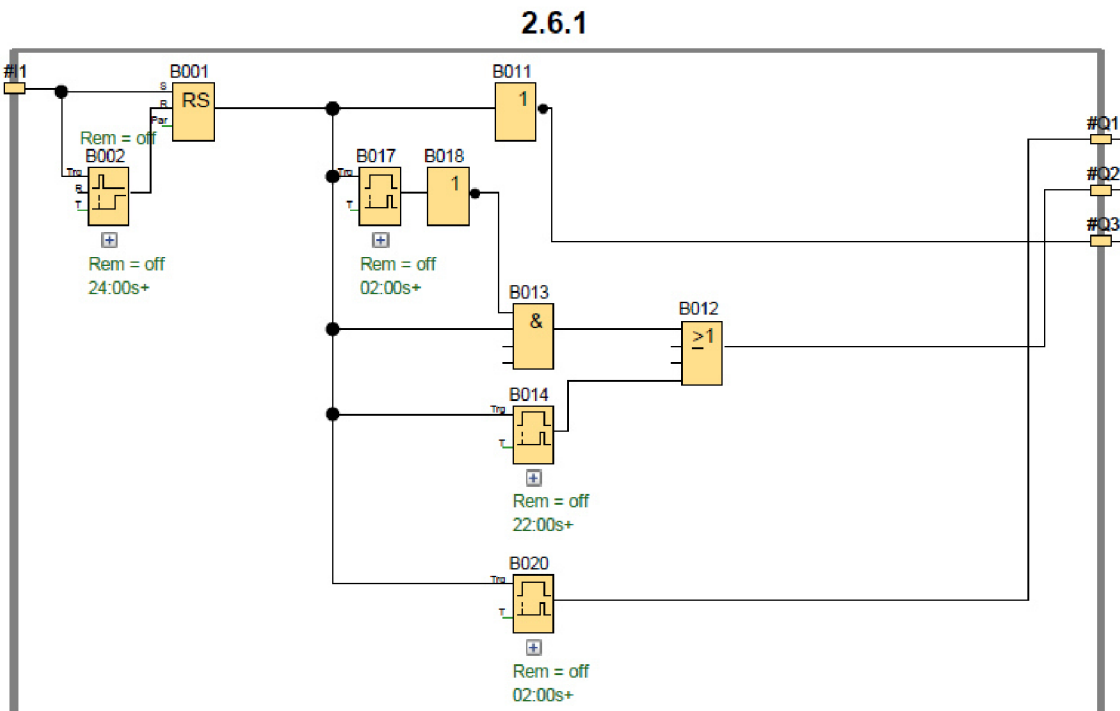 2.6.1
#I1
B001
S
R
Par
RS
Rem = off
B002
Trg
R
T
Rem = off
24:00s+
B011
1
B017
Trg
T
Rem = off
02:00s+
B018
1
B013
&
B012
≥1
B014
Trg
T
Rem = off
22:00s+
B020
Trg
T
Rem = off
02:00s+
#Q1
#Q2
#Q3